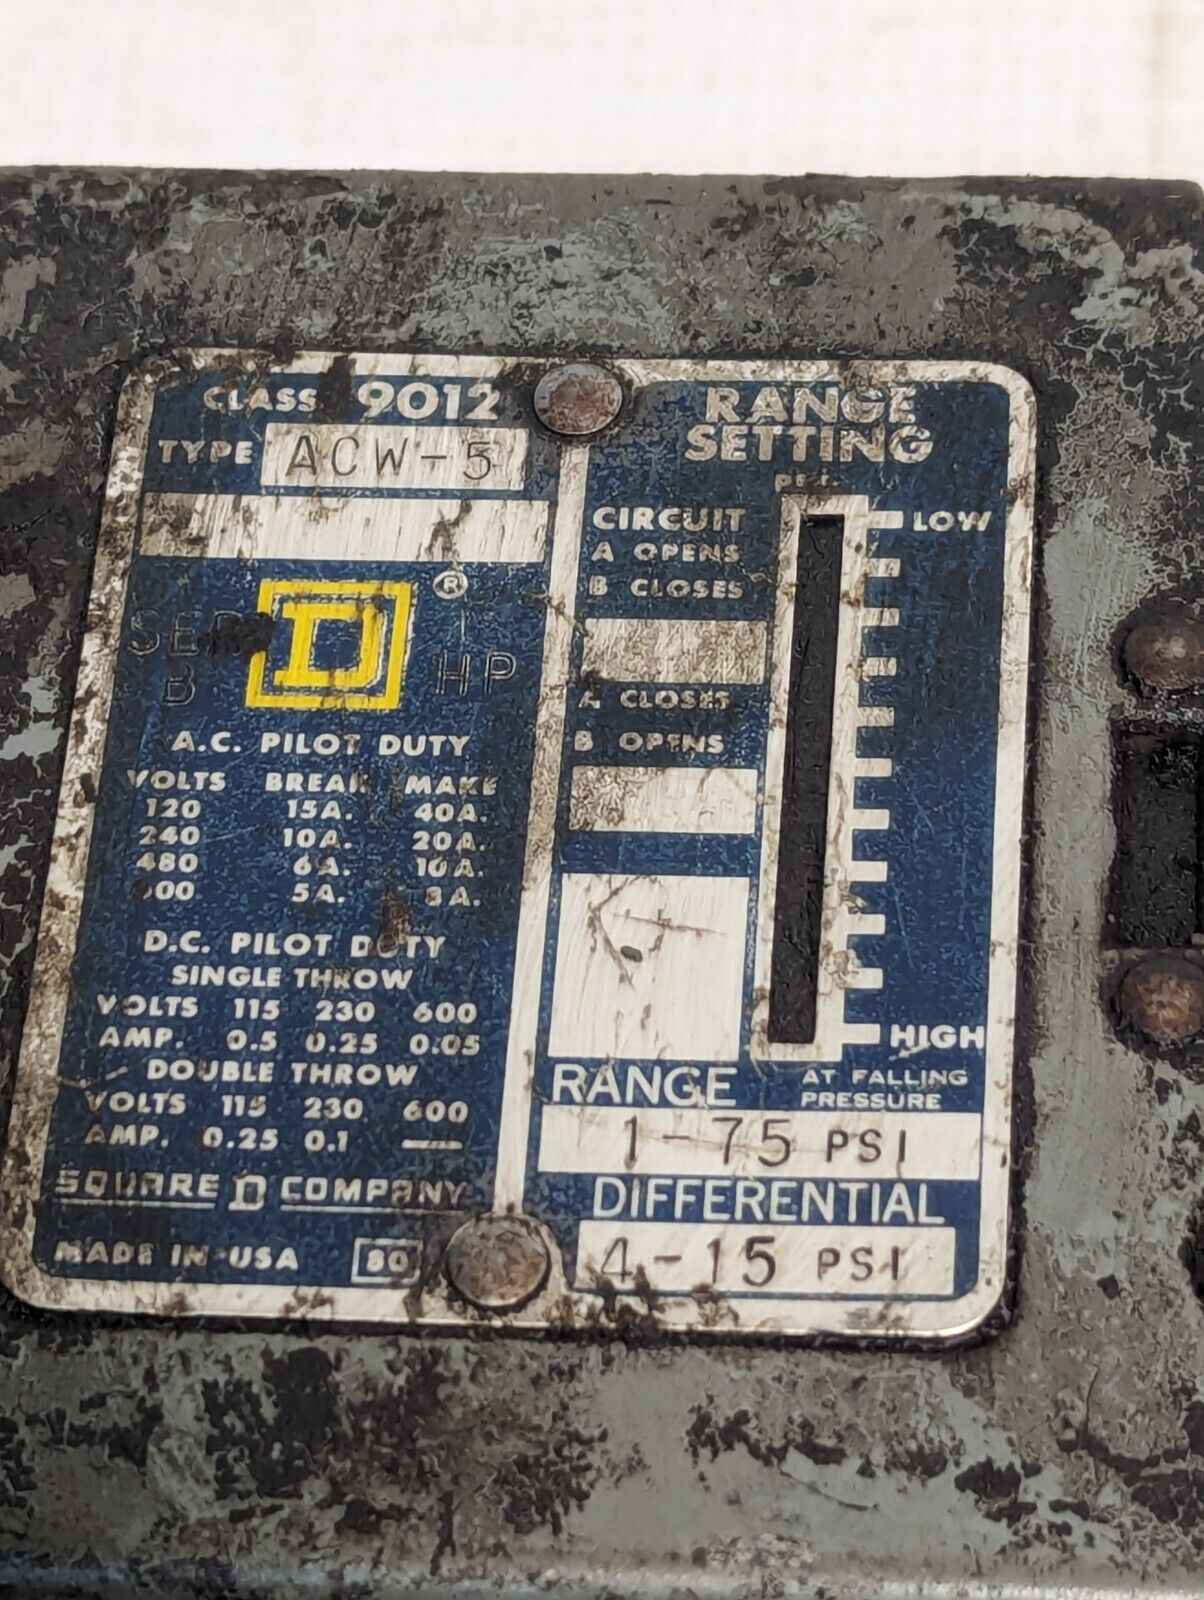 CLASS 9012
TYPE ACW-5
SER B
D ®
HP
A.C. PILOT DUTY
VOLTS BREAK MAKE
120 15A. 40A.
240 10A. 20A.
480 6A. 10A.
600 5A. 8A.
D.C. PILOT DUTY
SINGLE THROW
VOLTS 115 230 600
AMP. 0.5 0.25 0.05
DOUBLE THROW
VOLTS 115 230 600
AMP. 0.25 0.1 —
SQUARE D COMPANY
MADE IN USA 80
RANGE
SETTING
CIRCUIT
A OPENS
B CLOSES
A CLOSES
B OPENS
LOW
HIGH
RANGE AT FALLING
PRESSURE
1-75 PSI
DIFFERENTIAL
4-15 PSI